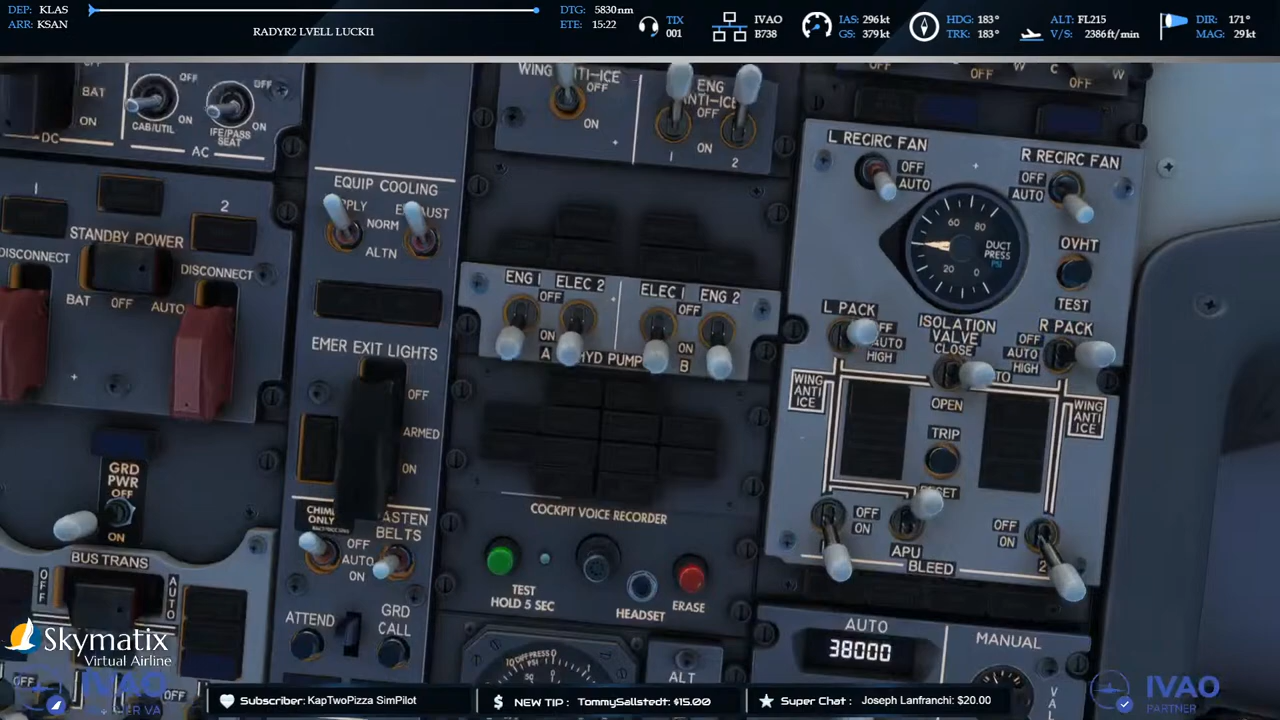 DEP: KLAS
ARR: KSAN
RADYR2 LVELL LUCKI1
DTG: 5830nm
ETE: 15:22
TIX
001
IVAO
B738
IAS: 296kt
GS: 379kt
HDG: 183°
TRK: 183°
ALT: FL215
V/S: 2386ft/min
DIR: 171°
MAG: 29kt
BAT
ON
DC
OFF
CAB/UTIL
OFF
ON
IFE/PASS
SEAT
AC
WING ANTI-ICE
OFF
ON
ENG
ANTI-ICE
OFF
ON
1
2
OFF
W
C
OFF
W
1
2
STANDBY POWER
DISCONNECT
DISCONNECT
BAT
OFF
AUTO
EQUIP COOLING
NORM
ALTN
EXHAUST
EMER EXIT LIGHTS
OFF
ARMED
ON
ENG 1
ELEC 2
ELEC 1
ENG 2
OFF
OFF
ON
ON
A
HYD PUMP
B
L RECIRC FAN
OFF
AUTO
R RECIRC FAN
OFF
AUTO
60
80
20
0
DUCT
PRESS
PSI
OVHT
TEST
L PACK
OFF
AUTO
HIGH
ISOLATION
VALVE
CLOSE
OPEN
R PACK
OFF
AUTO
HIGH
WING
ANTI
ICE
WING
ANTI
ICE
TRIP
RESET
OFF
ON
OFF
ON
APU
BLEED
2
GRD
PWR
OFF
ON
BUS TRANS
OFF
AUTO
CHIME
ONLY
OFF
AUTO
ON
FASTEN
BELTS
ATTEND
GRD
CALL
COCKPIT VOICE RECORDER
TEST
HOLD 5 SEC
HEADSET
ERASE
AUTO
38000
MANUAL
ALT
OFF
OFF
Skymatix
Virtual Airline
IVAO
PARTNER VA
Subscriber: KapTwoPizza SimPilot
NEW TIP : TommySallstedt: $15.00
Super Chat : Joseph Lanfranchi: $20.00
IVAO
PARTNER